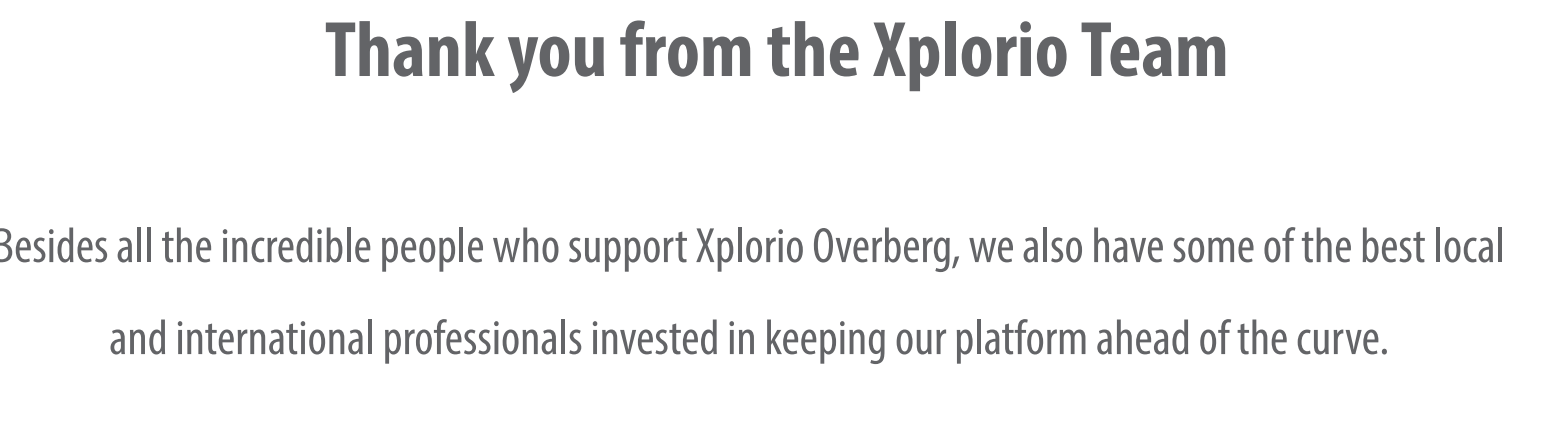 Thank you from the Xplorio Team
Besides all the incredible people who support Xplorio Overberg, we also have some of the best local
and international professionals invested in keeping our platform ahead of the curve.